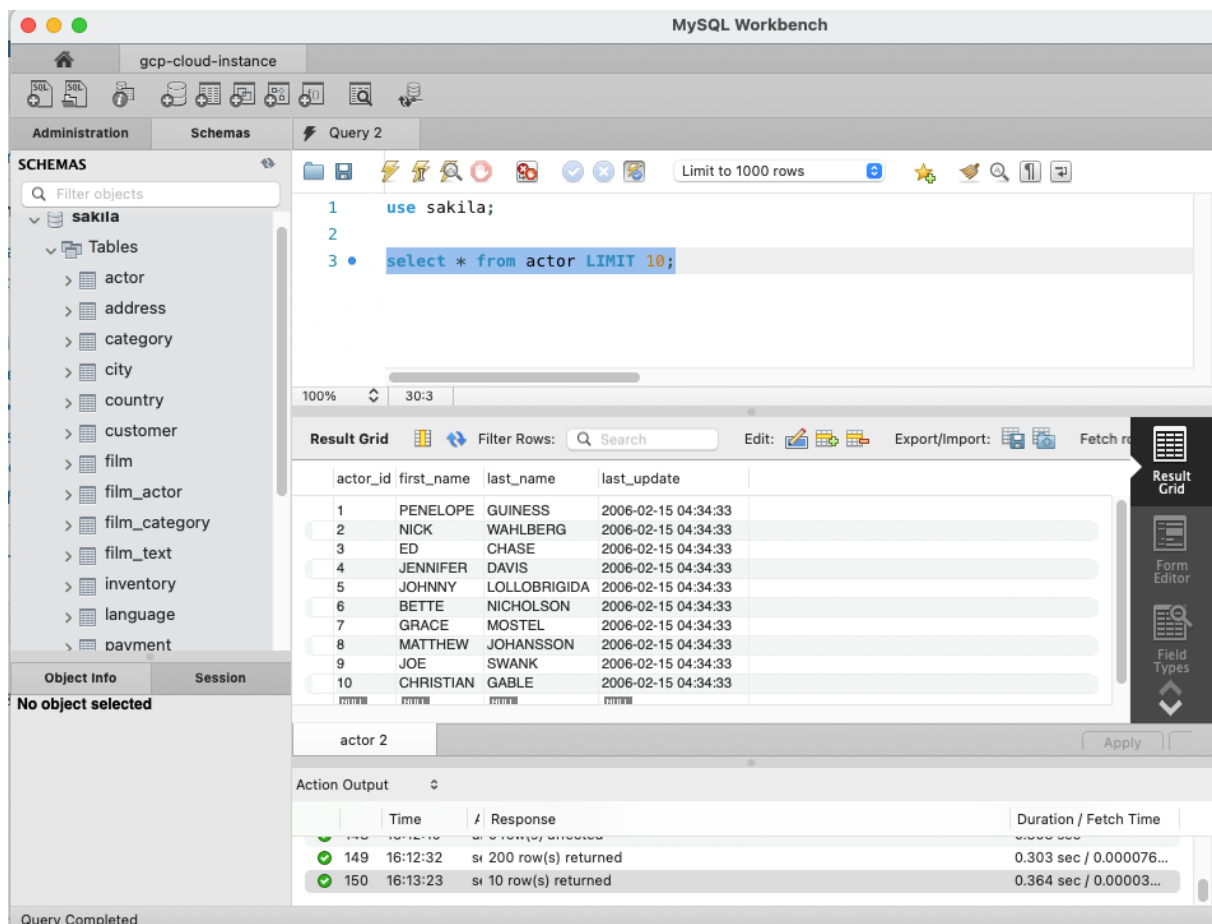 MySQL Workbench
gcp-cloud-instance
SQL SQL
Administration Schemas
Query 2
SCHEMAS
Filter objects
Limit to 1000 rows
sakila
Tables
actor
address
category
city
country
customer
film
film_actor
film_category
film_text
inventory
language
payment
1 use sakila;
2
3 select * from actor LIMIT 10;
100% 30:3
Result Grid Filter Rows: Search Edit: Export/Import: Fetch
actor_id first_name last_name last_update
1 PENELOPE GUINESS 2006-02-15 04:34:33
2 NICK WAHLBERG 2006-02-15 04:34:33
3 ED CHASE 2006-02-15 04:34:33
4 JENNIFER DAVIS 2006-02-15 04:34:33
5 JOHNNY LOLLOBRIGIDA 2006-02-15 04:34:33
6 BETTE NICHOLSON 2006-02-15 04:34:33
7 GRACE MOSTEL 2006-02-15 04:34:33
8 MATTHEW JOHANSSON 2006-02-15 04:34:33
9 JOE SWANK 2006-02-15 04:34:33
10 CHRISTIAN GABLE 2006-02-15 04:34:33
NULL NULL NULL NULL
Result
Grid
Form
Editor
Field
Types
Object Info Session
No object selected
actor 2
Apply
Action Output
Time Response Duration / Fetch Time
149 16:12:32 200 row(s) returned 0.303 sec / 0.000076...
150 16:13:23 10 row(s) returned 0.364 sec / 0.00003...
Query Completed